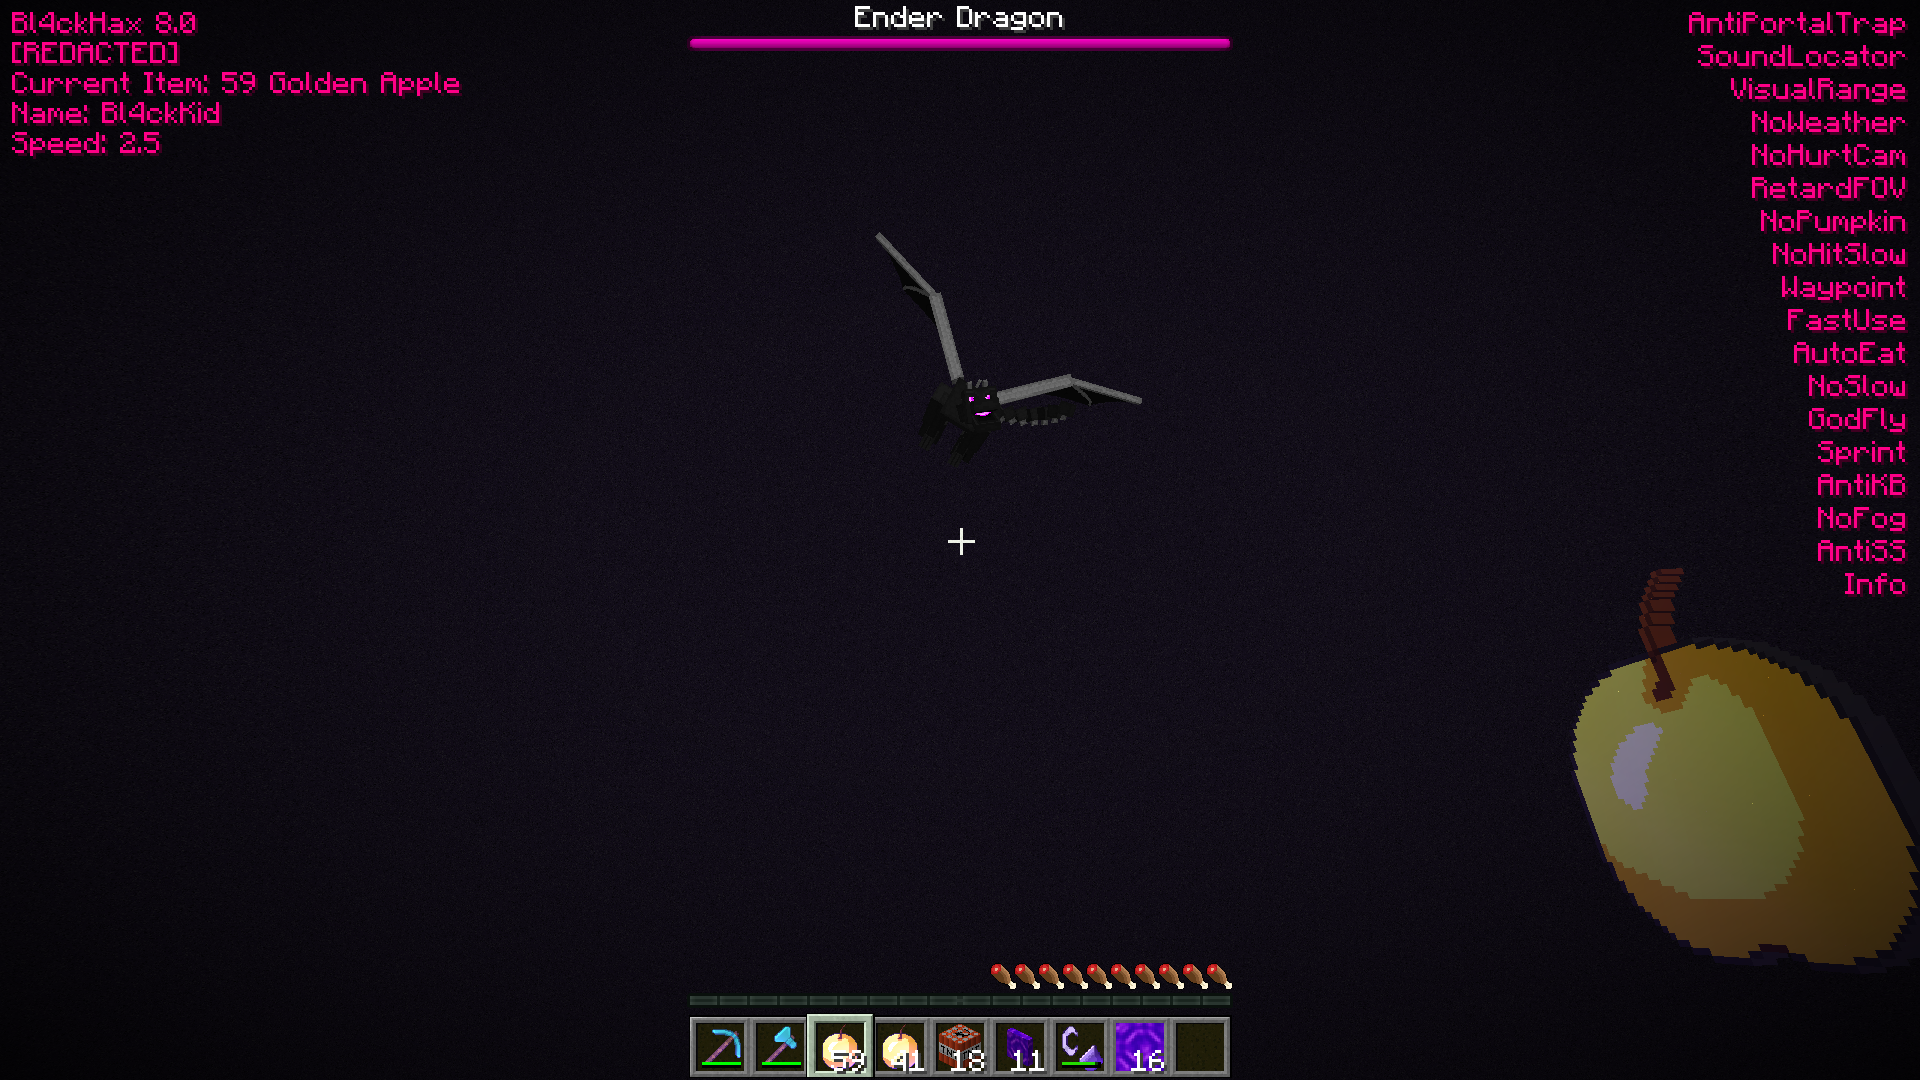 Bl4ckHax 8.0
[REDACTED]
Current Item: 59 Golden Apple
Name: Bl4ckKid
Speed: 2.5
Ender Dragon
AntiPortalTrap
SoundLocator
VisualRange
NoWeather
NoHurtCam
RetardFOV
NoPumpkin
NoHitSlow
Waypoint
FastUse
AutoEat
NoSlow
GodFly
Sprint
AntiKB
NoFog
AntiSS
Info
59 41 18 11 16